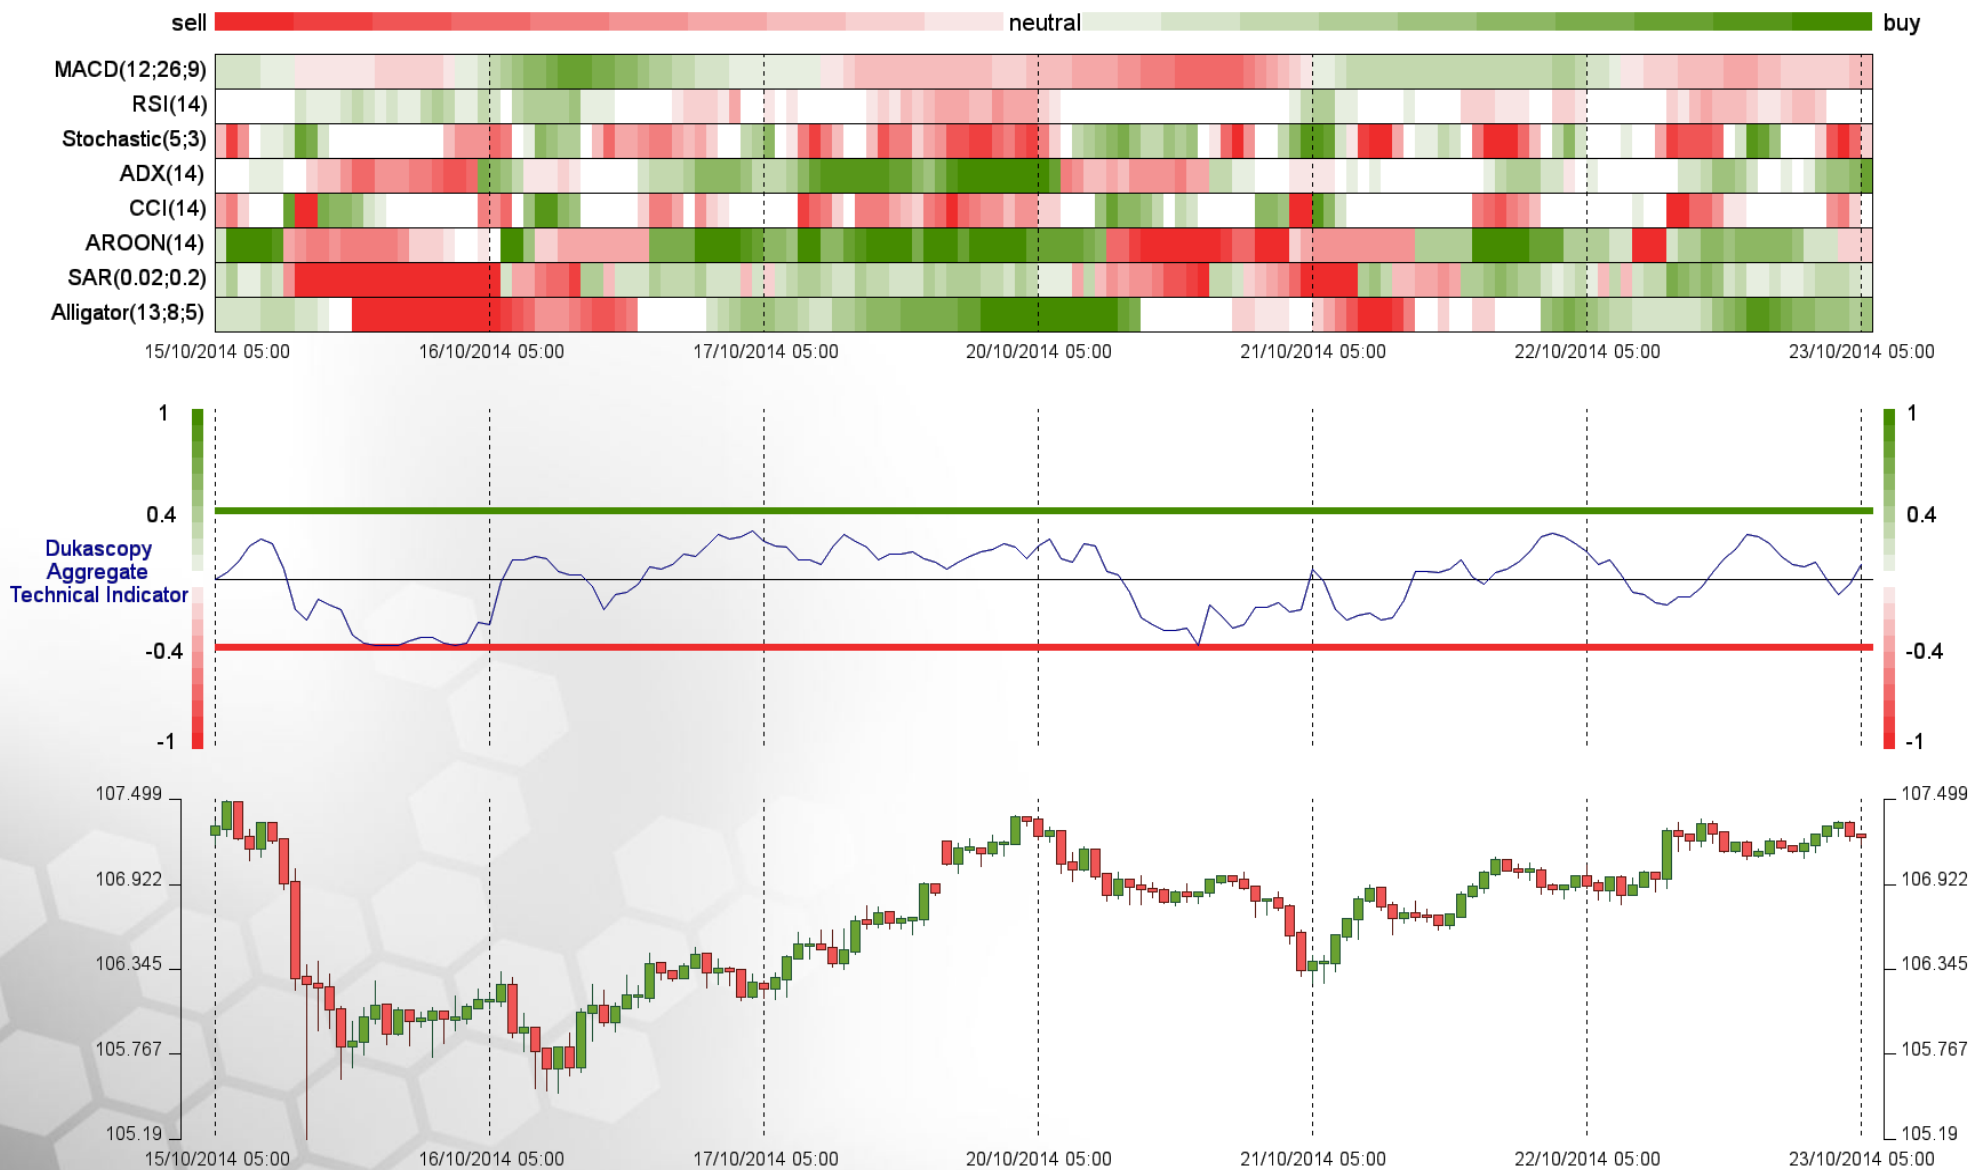 sell neutral buy
MACD(12;26;9)
RSI(14)
Stochastic(5;3)
ADX(14)
CCI(14)
AROON(14)
SAR(0.02;0.2)
Alligator(13;8;5)
15/10/2014 05:00 16/10/2014 05:00 17/10/2014 05:00 20/10/2014 05:00 21/10/2014 05:00 22/10/2014 05:00 23/10/2014 05:00
1 1
0.4 0.4
Dukascopy
Aggregate
Technical Indicator
-0.4 -0.4
-1 -1
107.499 107.499
106.922 106.922
106.345 106.345
105.767 105.767
105.19 105.19
15/10/2014 05:00 16/10/2014 05:00 17/10/2014 05:00 20/10/2014 05:00 21/10/2014 05:00 22/10/2014 05:00 23/10/2014 05:00